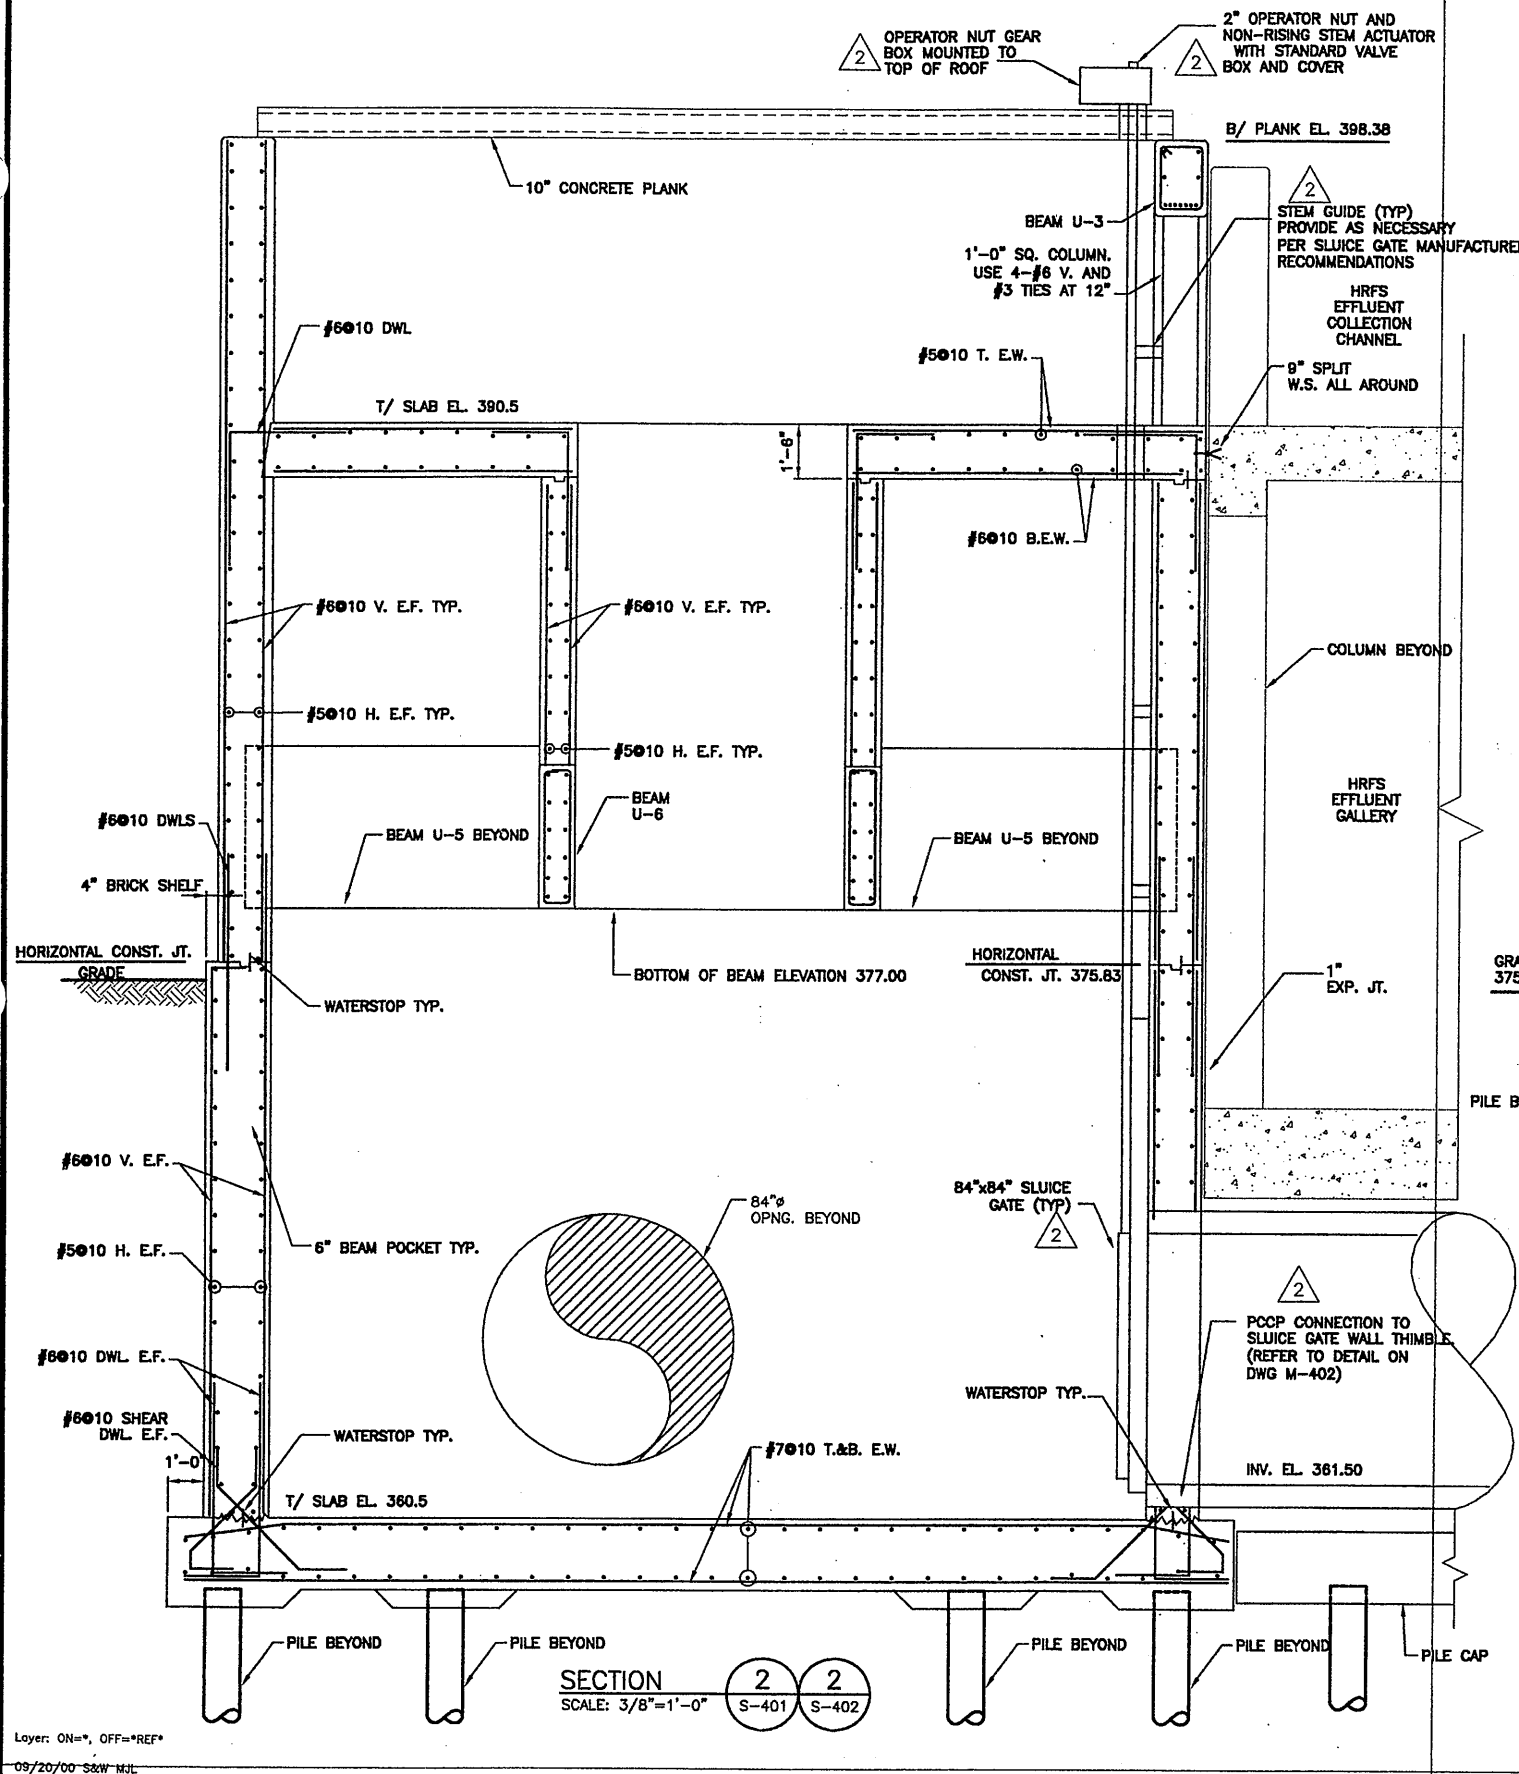 2
OPERATOR NUT GEAR
BOX MOUNTED TO
TOP OF ROOF
2" OPERATOR NUT AND
NON-RISING STEM ACTUATOR
WITH STANDARD VALVE
BOX AND COVER
2
B/ PLANK EL. 398.38
10" CONCRETE PLANK
2
STEM GUIDE (TYP)
PROVIDE AS NECESSARY
PER SLUICE GATE MANUFACTURE
RECOMMENDATIONS
BEAM U-3
1'-0" SQ. COLUMN.
USE 4-#6 V. AND
#3 TIES AT 12"
HRFS
EFFLUENT
COLLECTION
CHANNEL
#6@10 DWL
#5@10 T. E.W.
9" SPLIT
W.S. ALL AROUND
T/ SLAB EL. 390.5
1'-6"
#6@10 B.E.W.
#6@10 V. E.F. TYP.
#6@10 V. E.F. TYP.
COLUMN BEYOND
#5@10 H. E.F. TYP.
#5@10 H. E.F. TYP.
BEAM
U-6
HRFS
EFFLUENT
GALLERY
#6@10 DWLS
BEAM U-5 BEYOND
BEAM U-5 BEYOND
4" BRICK SHELF
HORIZONTAL CONST. JT.
GRADE
BOTTOM OF BEAM ELEVATION 377.00
HORIZONTAL
CONST. JT. 375.83
1"
EXP. JT.
GRA
375
WATERSTOP TYP.
PILE B
#6@10 V. E.F.
84"ø
OPNG. BEYOND
84"x84" SLUICE
GATE (TYP)
2
#5@10 H. E.F.
6" BEAM POCKET TYP.
2
PCCP CONNECTION TO
SLUICE GATE WALL THIMBLE.
(REFER TO DETAIL ON
DWG M-402)
#6@10 DWL. E.F.
WATERSTOP TYP.
#6@10 SHEAR
DWL. E.F.
WATERSTOP TYP.
#7@10 T.&B. E.W.
1'-0"
INV. EL. 361.50
T/ SLAB EL. 360.5
PILE BEYOND
PILE BEYOND
PILE BEYOND
PILE BEYOND
PILE CAP
SECTION
SCALE: 3/8"=1'-0"
2
S-401
2
S-402
Layer: ON=*, OFF=*REF*
09/20/00 S&W MJL